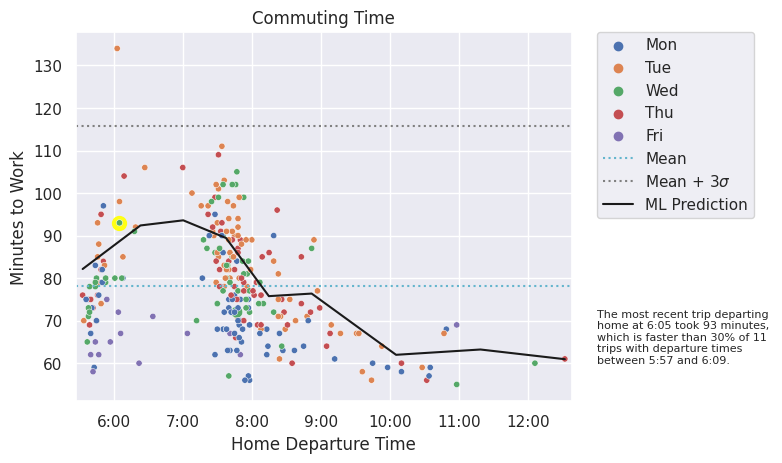 Commuting Time
Minutes to Work
130
120
110
100
90
80
70
60
6:00 7:00 8:00 9:00 10:00 11:00 12:00
Home Departure Time
Mon
Tue
Wed
Thu
Fri
Mean
Mean + 3σ
ML Prediction
The most recent trip departing
home at 6:05 took 93 minutes,
which is faster than 30% of 11
trips with departure times
between 5:57 and 6:09.